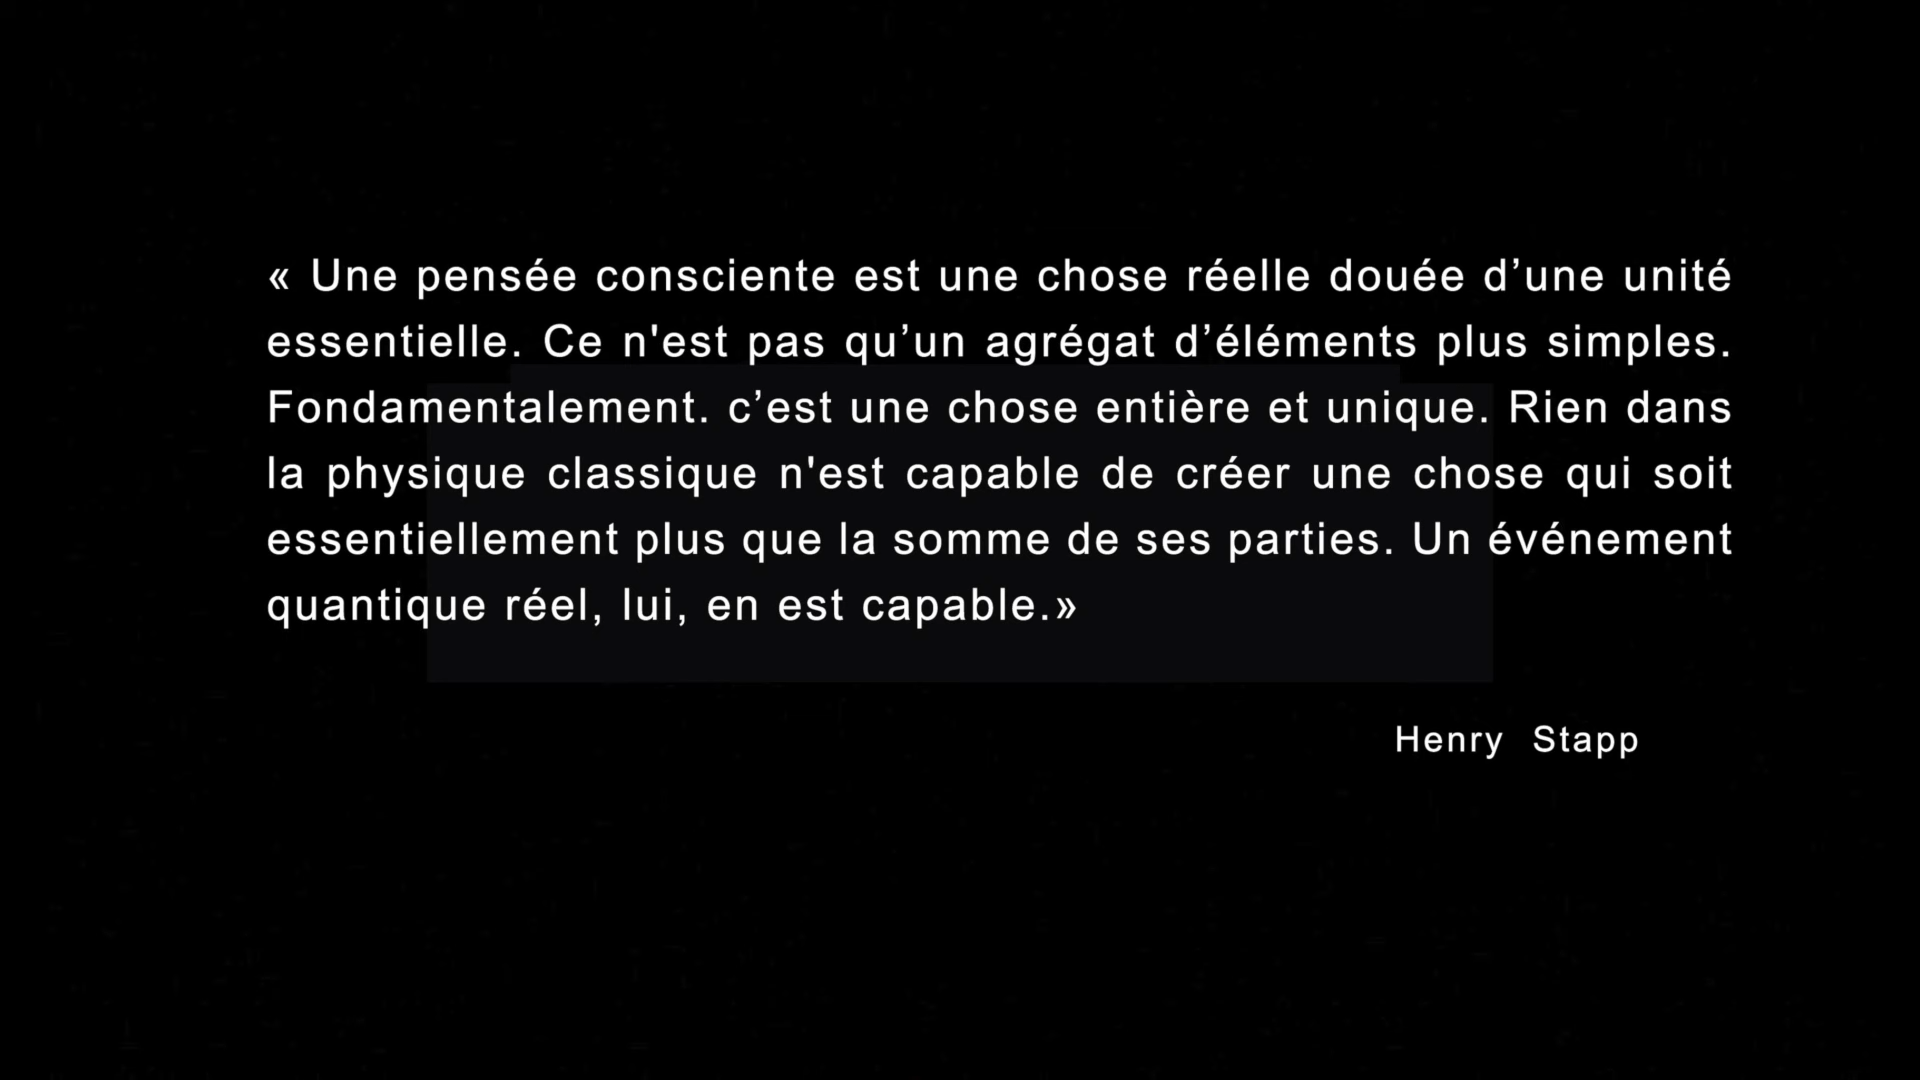 « Une pensée consciente est une chose réelle douée d’une unité
essentielle. Ce n'est pas qu’un agrégat d’éléments plus simples.
Fondamentalement. c’est une chose entière et unique. Rien dans
la physique classique n'est capable de créer une chose qui soit
essentiellement plus que la somme de ses parties. Un événement
quantique réel, lui, en est capable.»
Henry Stapp